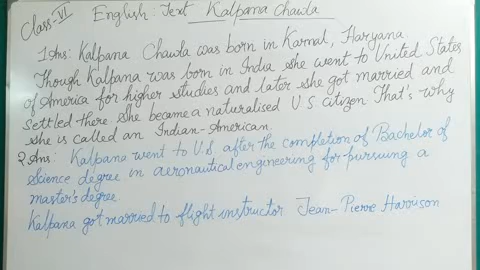 Class-VI English: Text Kalpana Chawla
1 Ans: Kalpana Chawla was born in Karnal, Haryana
Though Kalpana was born in India she went to United States
of America for higher studies and later she got married and
settled there she became a naturalised U S citizen That's why
she is called an Indian-American.
2 Ans: Kalpana went to U.S. after the completion of Bachelor of
Science degree in aeronautical engineering for pursuing a
master's degree.
Kalpana got married to flight instructor Jean-Pierre Harrison